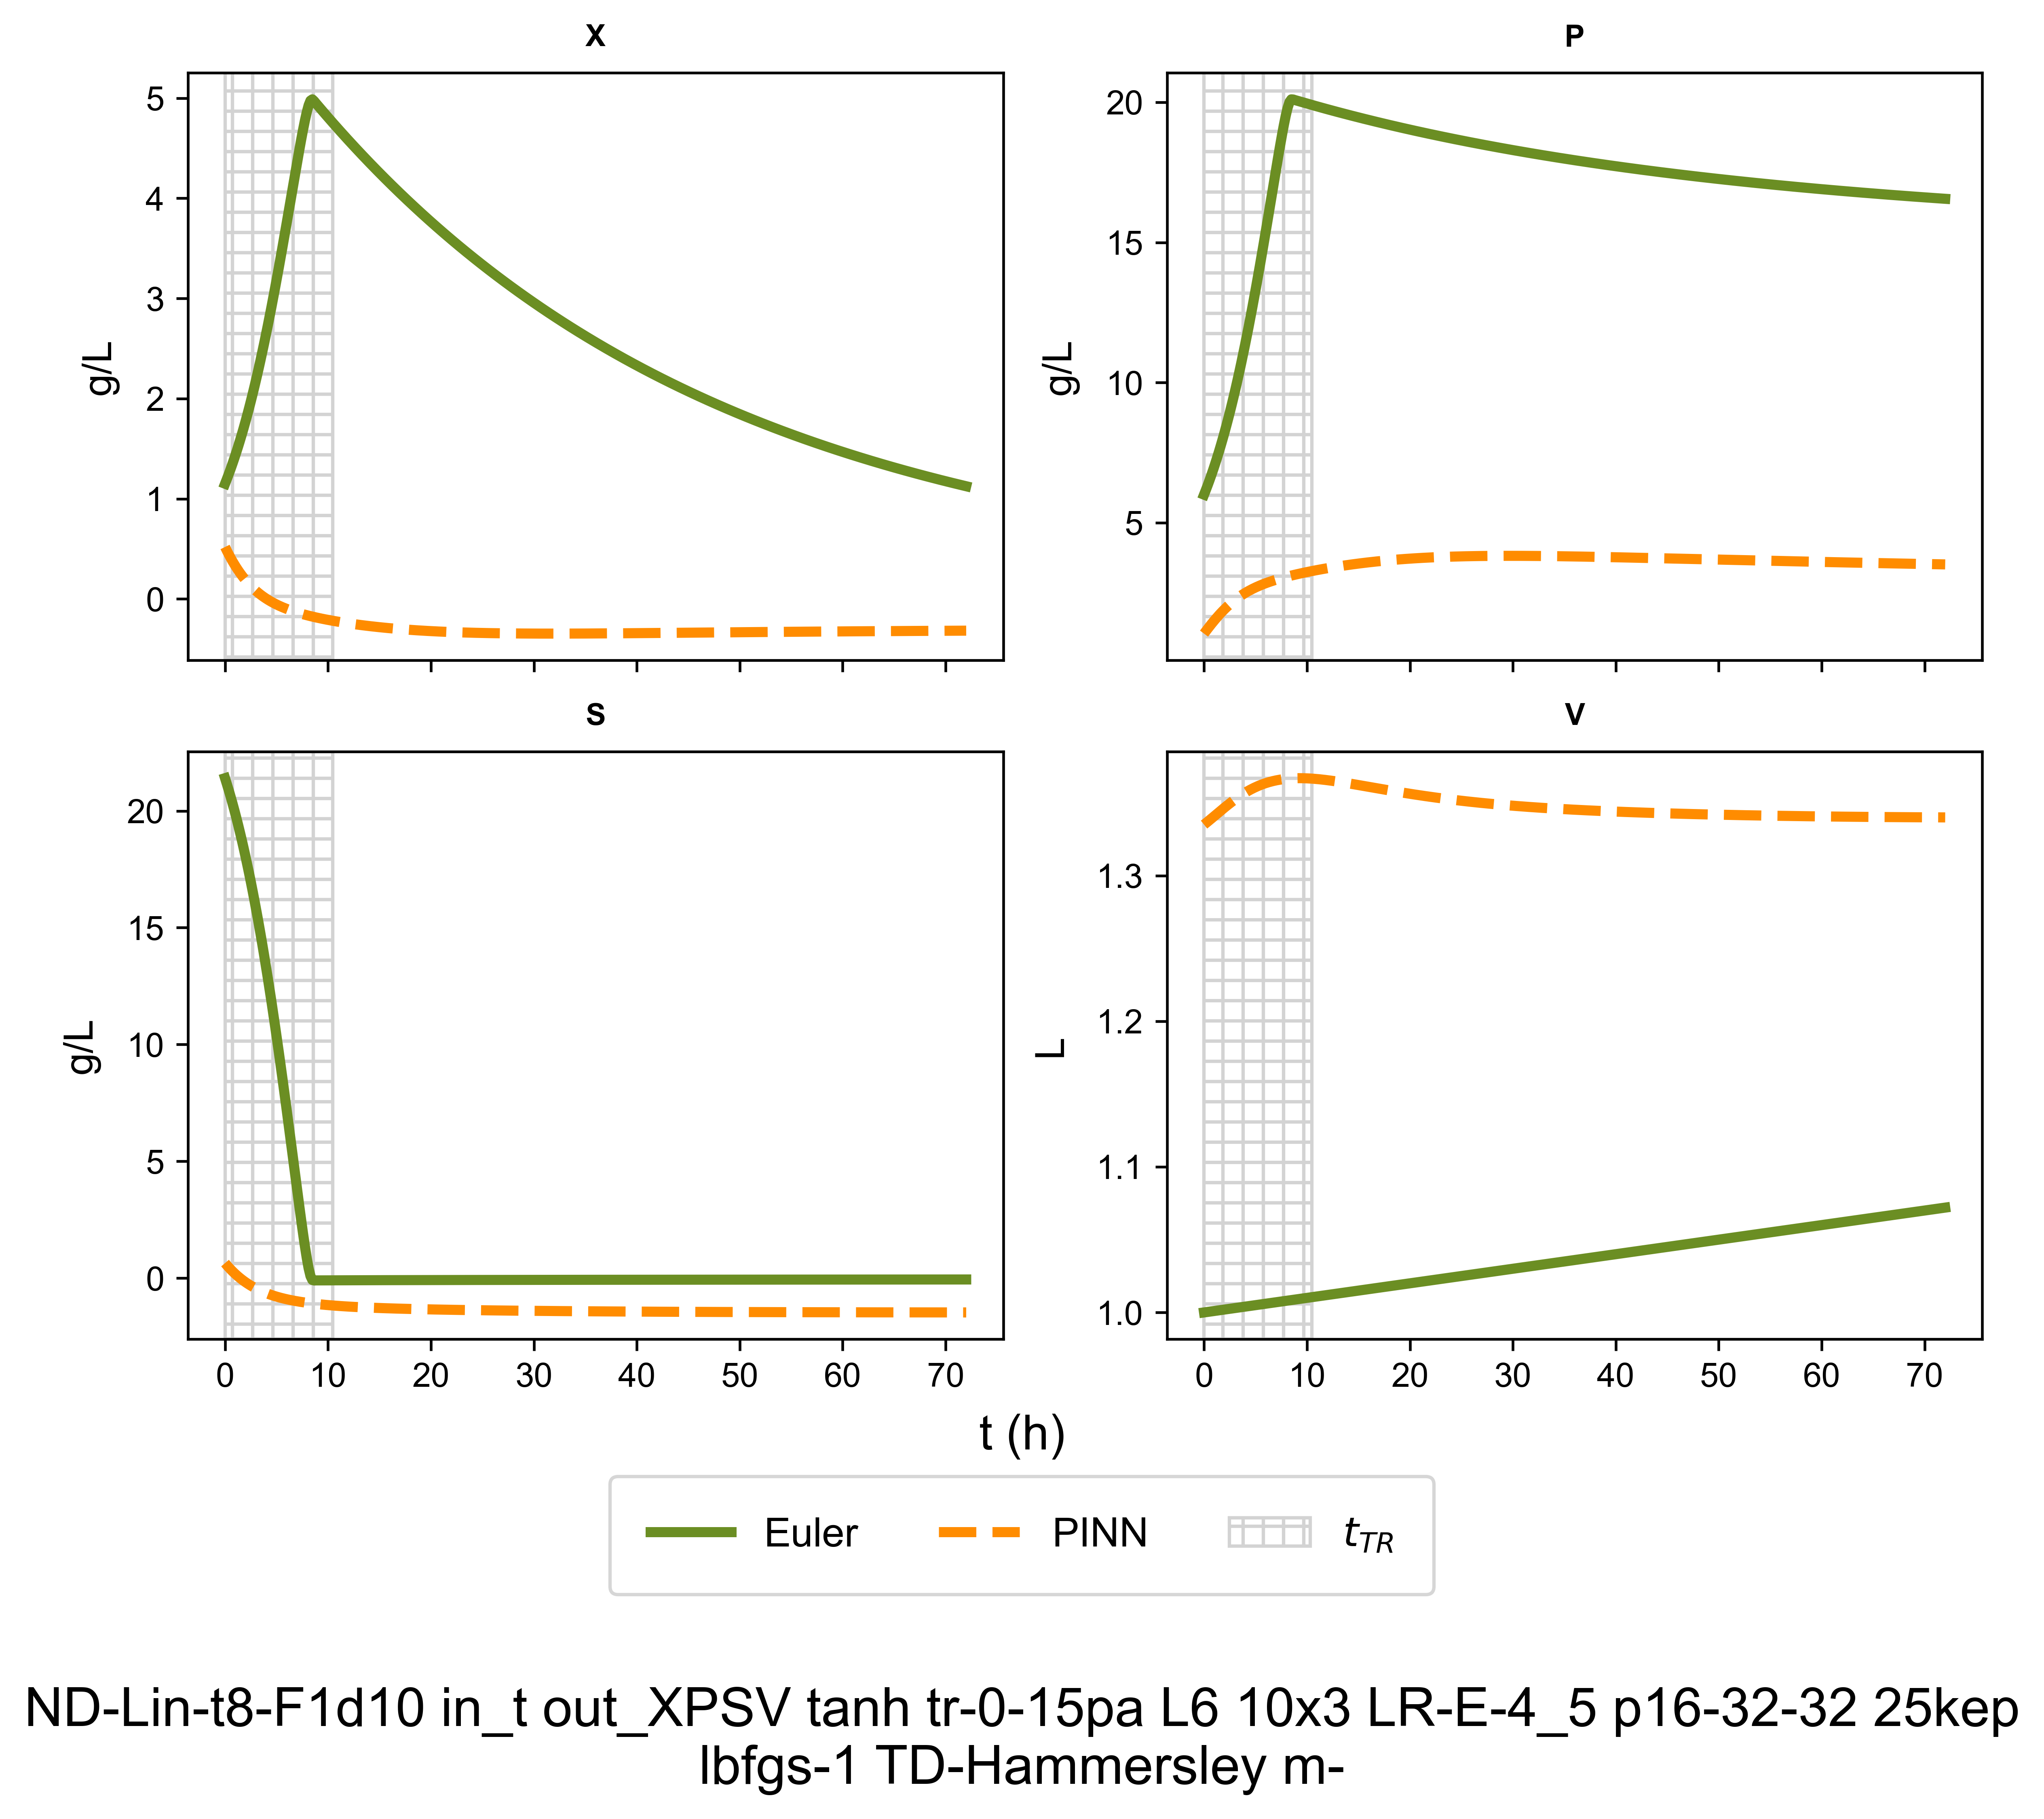 X
P
5
4
3
2
1
0
g/L
20
15
10
5
g/L
S
V
20
15
10
5
0
g/L
0 10 20 30 40 50 60 70
1.3
1.2
1.1
1.0
L
0 10 20 30 40 50 60 70
t (h)
Euler PINN t_TR
ND-Lin-t8-F1d10 in_t out_XPSV tanh tr-0-15pa L6 10x3 LR-E-4_5 p16-32-32 25kep
lbfgs-1 TD-Hammersley m-